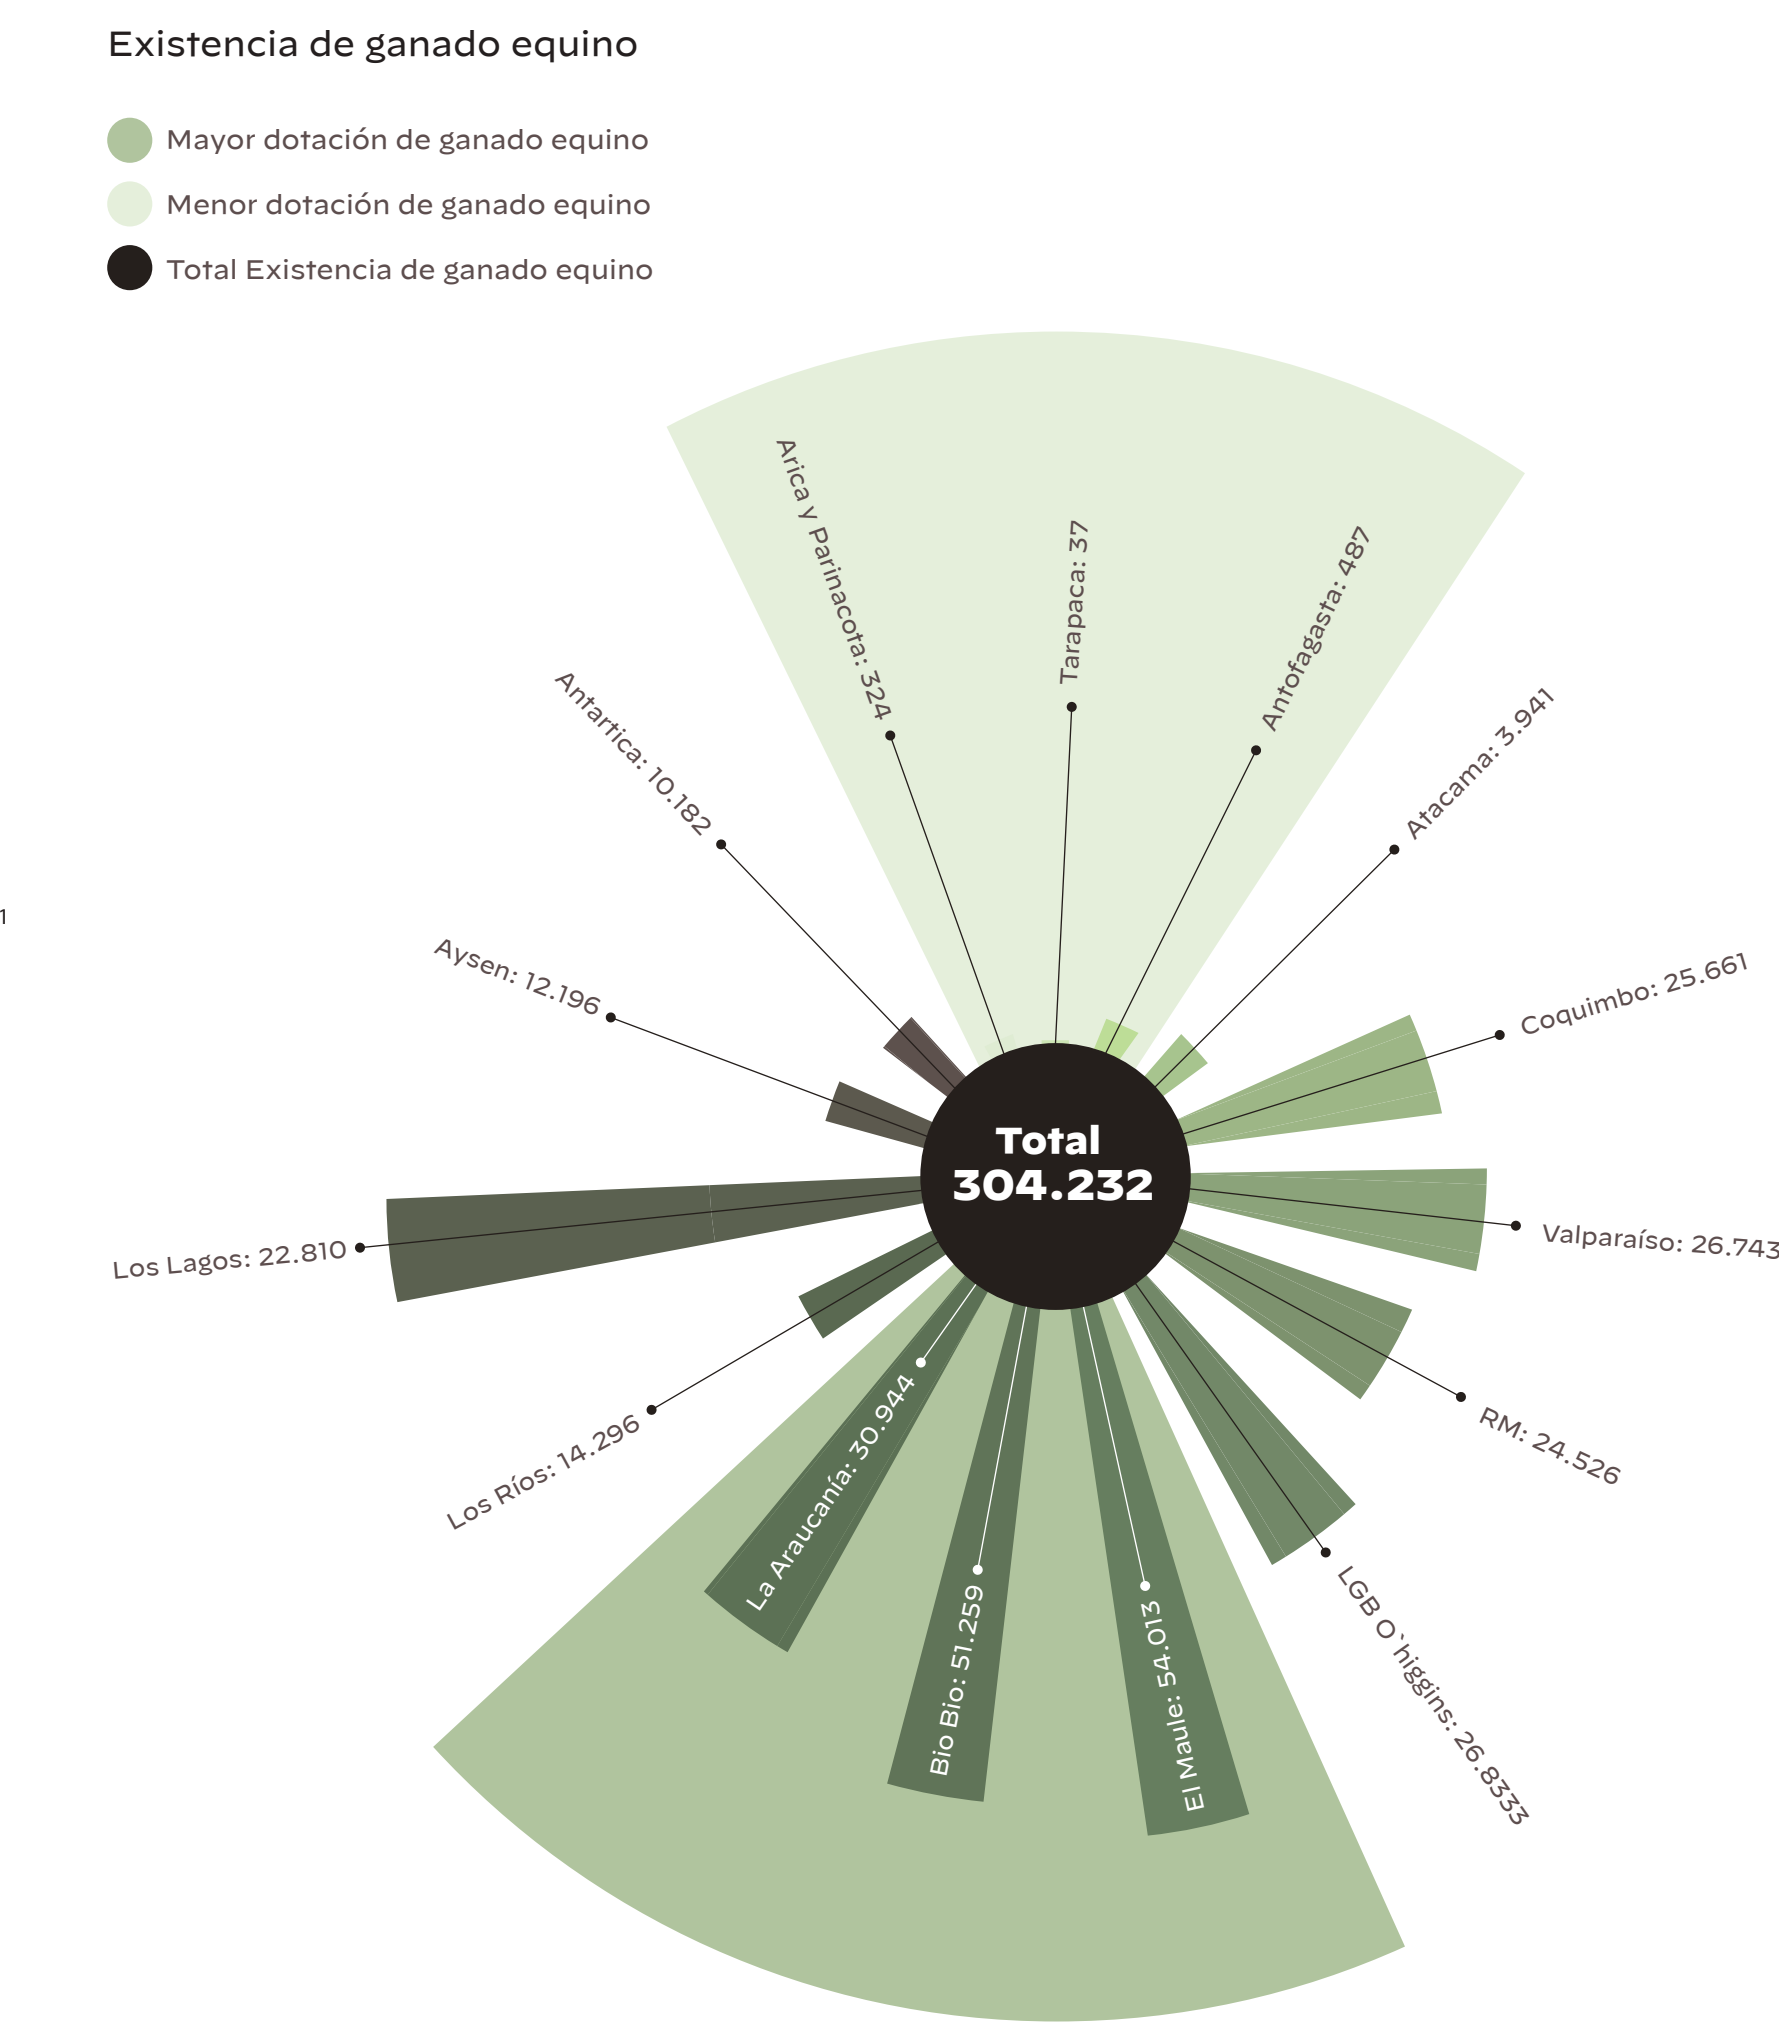 Existencia de ganado equino
Mayor dotación de ganado equino
Menor dotación de ganado equino
Total Existencia de ganado equino
Arica y Parinacota: 324
Tarapaca: 37
Antofagasta: 487
Atacama: 3.941
Coquimbo: 25.661
Valparaíso: 26.743
RM: 24.526
LGB O`higgins: 26.8333
El Maule: 54.013
Bio Bio: 51.259
La Araucanía: 30.944
Los Ríos: 14.296
Los Lagos: 22.810
Aysen: 12.196
Antartica: 10.182
Total
304.232
1